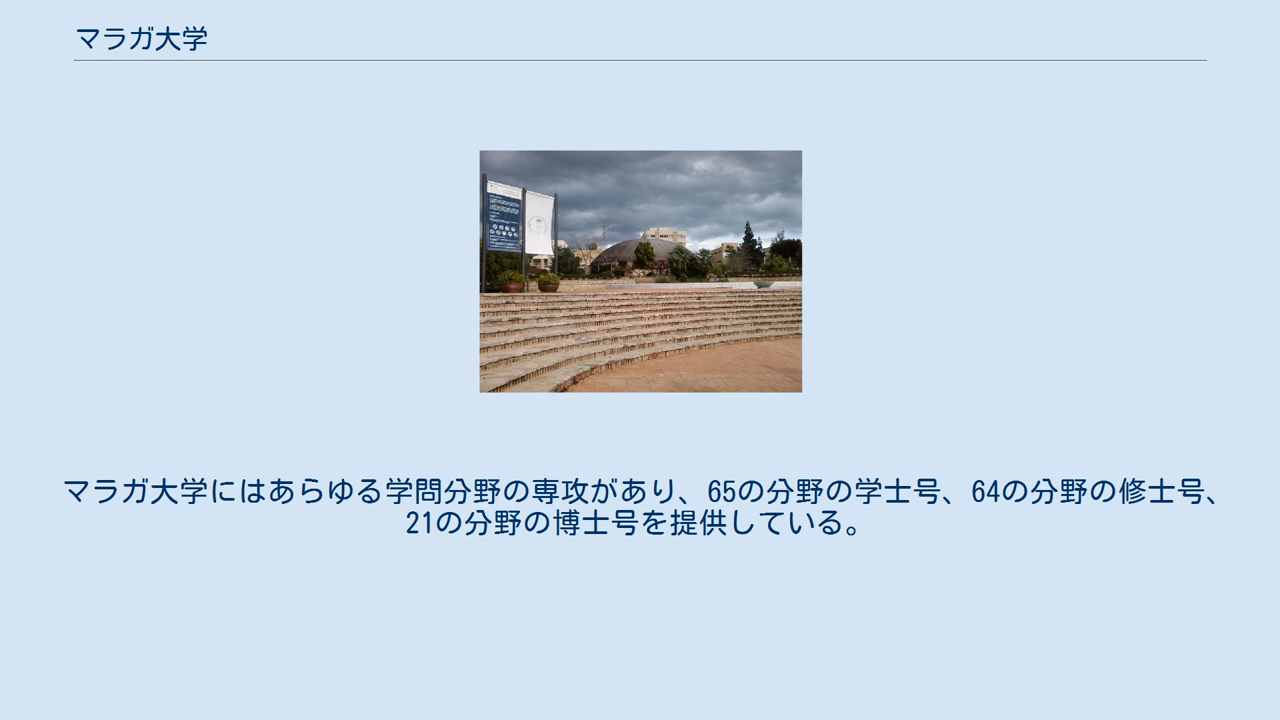 マラガ大学
マラガ大学にはあらゆる学問分野の専攻があり、65の分野の学士号、64の分野の修士号、
21の分野の博士号を提供している。